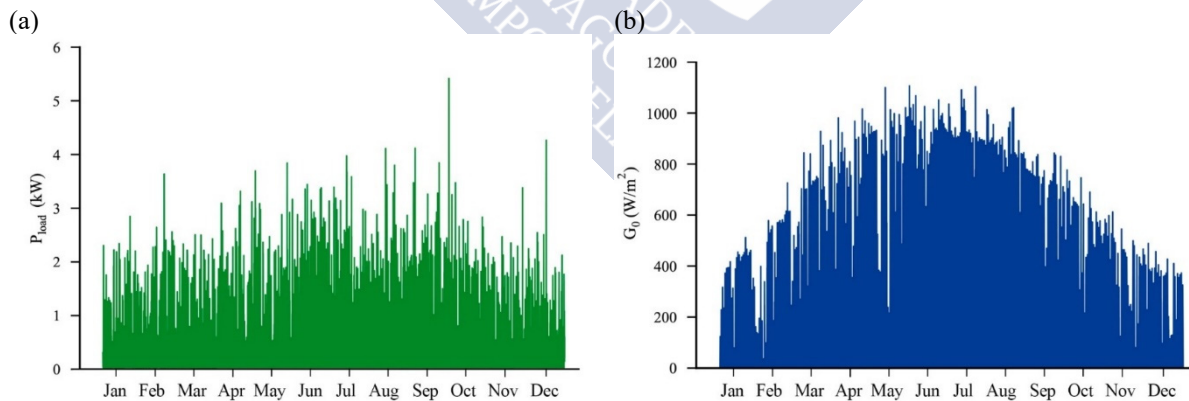 (a)
6
5
4
3
2
1
0
P_load (kW)
Jan Feb Mar Apr May Jun Jul Aug Sep Oct Nov Dec
(b)
1200
1000
800
600
400
200
0
G₀ (W/m²)
Jan Feb Mar Apr May Jun Jul Aug Sep Oct Nov Dec